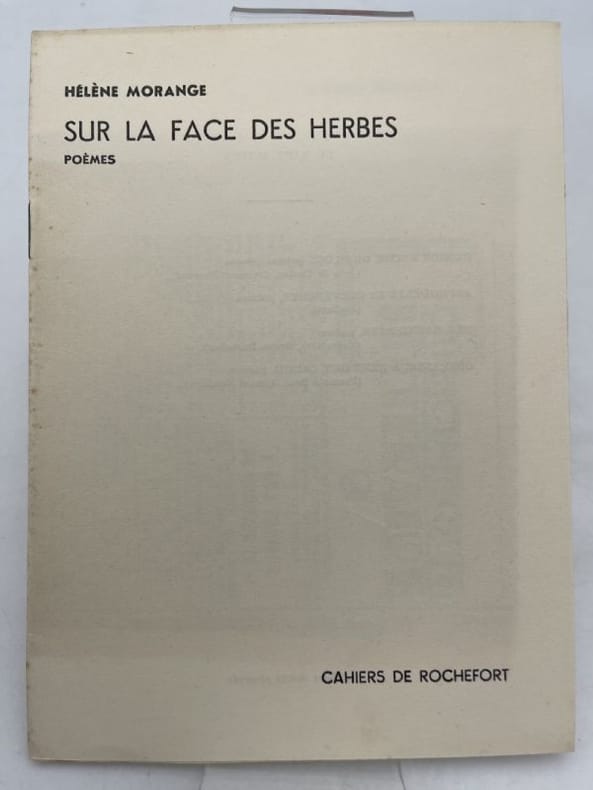 HÉLÈNE MORANGE
SUR LA FACE DES HERBES
POÈMES
CAHIERS DE ROCHEFORT